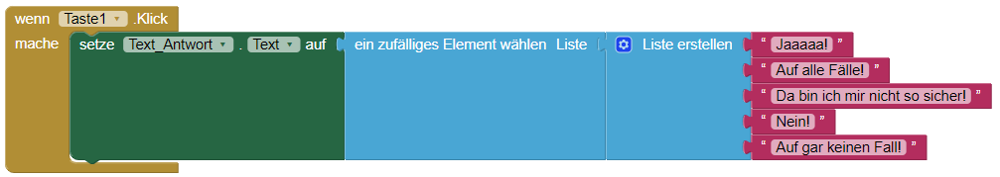 wenn Taste1 .Klick
mache setze Text_Antwort . Text auf ein zufälliges Element wählen Liste Liste erstellen “ Jaaaaa! ”
“ Auf alle Fälle! ”
“ Da bin ich mir nicht so sicher! ”
“ Nein! ”
“ Auf gar keinen Fall! ”